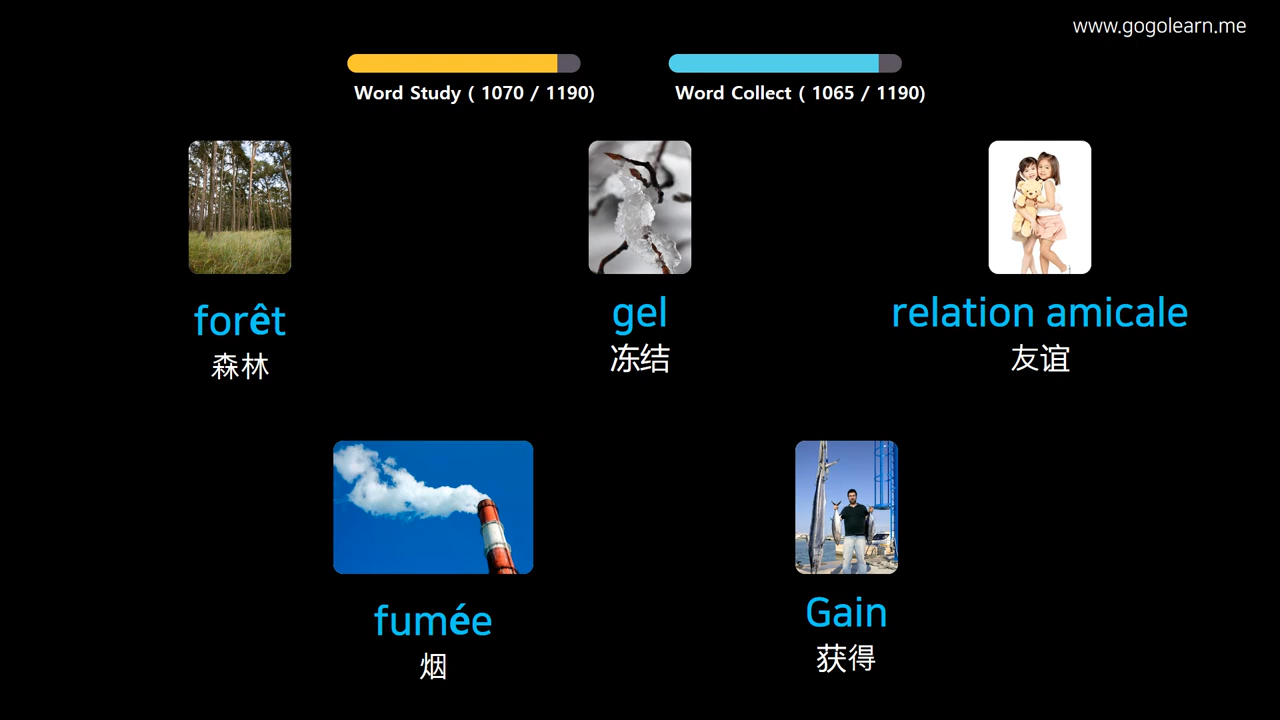 www.gogolearn.me
Word Study ( 1070 / 1190)
Word Collect ( 1065 / 1190)
forêt
森林
gel
冻结
relation amicale
友谊
fumée
烟
Gain
获得